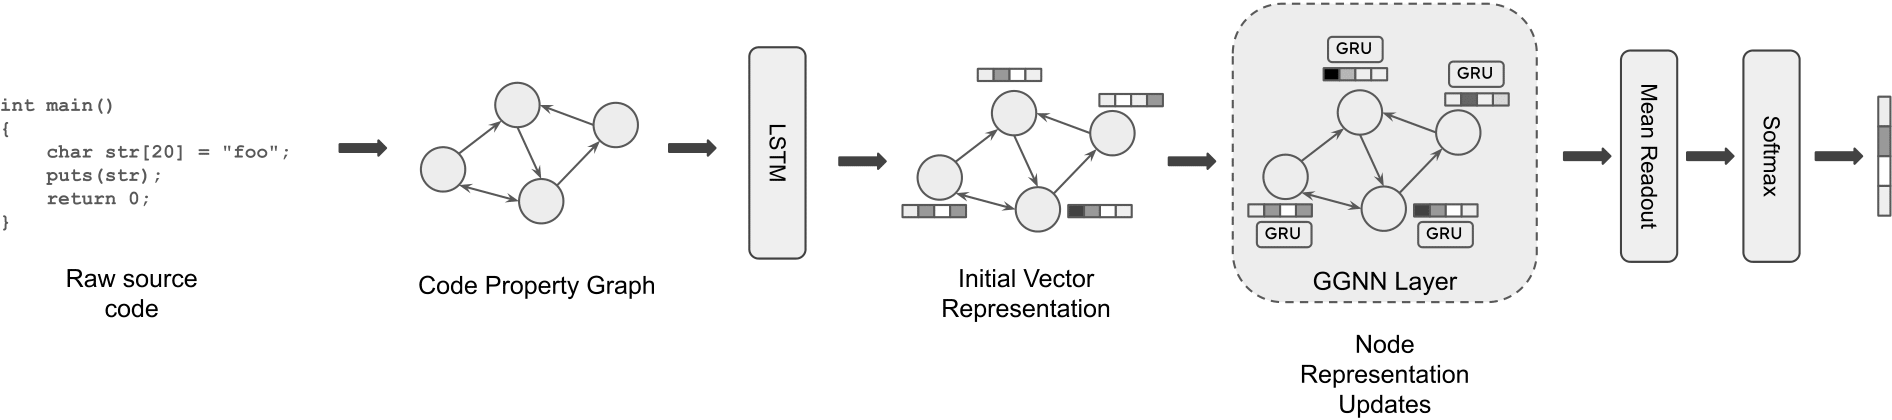 int main()
{
    char str[20] = "foo";
    puts(str);
    return 0;
}
Raw source
code
Code Property Graph
LSTM
Initial Vector
Representation
GRU
GRU
GRU
GRU
GGNN Layer
Node
Representation
Updates
Mean Readout
Softmax